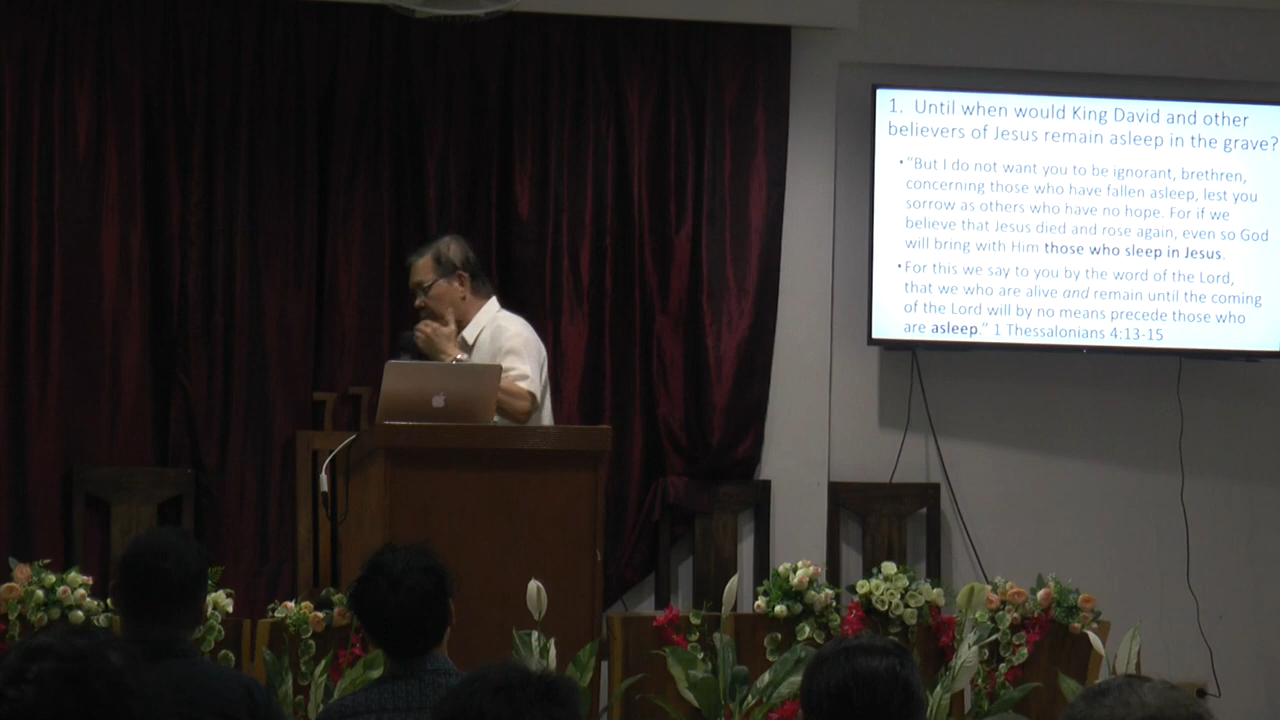 1. Until when would King David and other
believers of Jesus remain asleep in the grave?
• "But I do not want you to be ignorant, brethren,
concerning those who have fallen asleep, lest you
sorrow as others who have no hope. For if we
believe that Jesus died and rose again, even so God
will bring with Him those who sleep in Jesus.
• For this we say to you by the word of the Lord,
that we who are alive and remain until the coming
of the Lord will by no means precede those who
are asleep." 1 Thessalonians 4:13-15